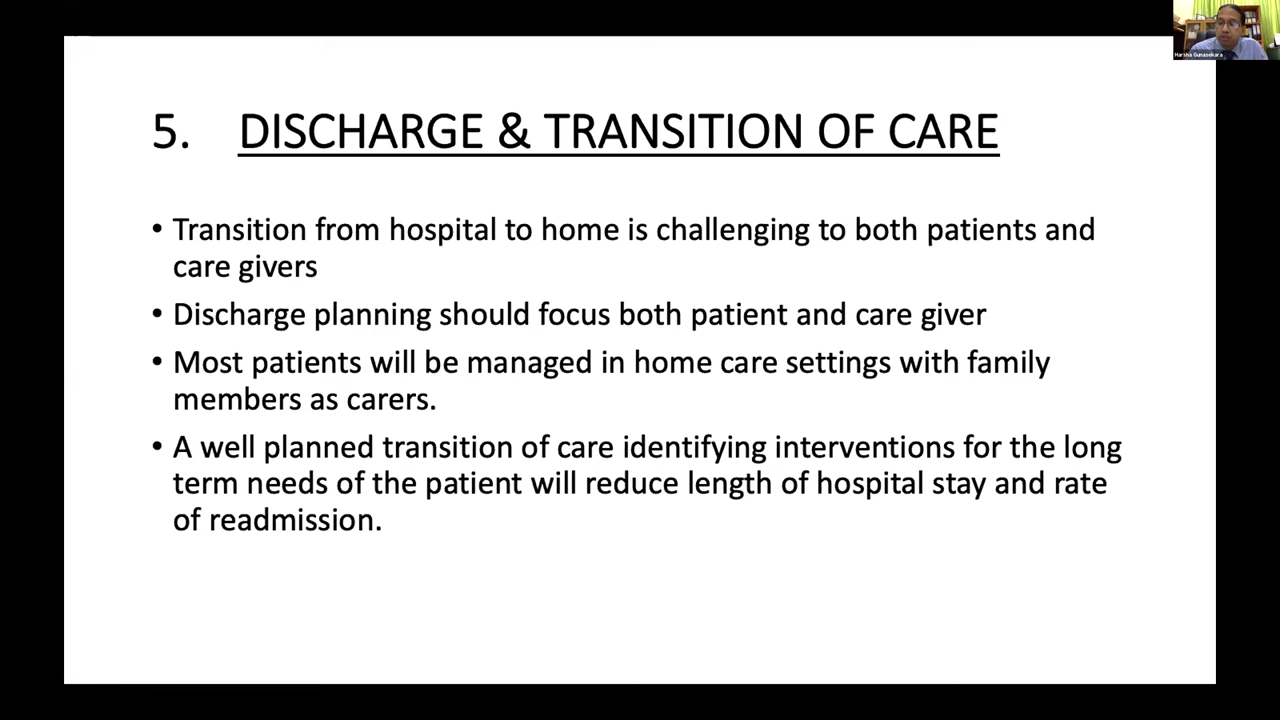 Harsha Gunasekara
5. DISCHARGE & TRANSITION OF CARE
• Transition from hospital to home is challenging to both patients and
care givers
• Discharge planning should focus both patient and care giver
• Most patients will be managed in home care settings with family
members as carers.
• A well planned transition of care identifying interventions for the long
term needs of the patient will reduce length of hospital stay and rate
of readmission.